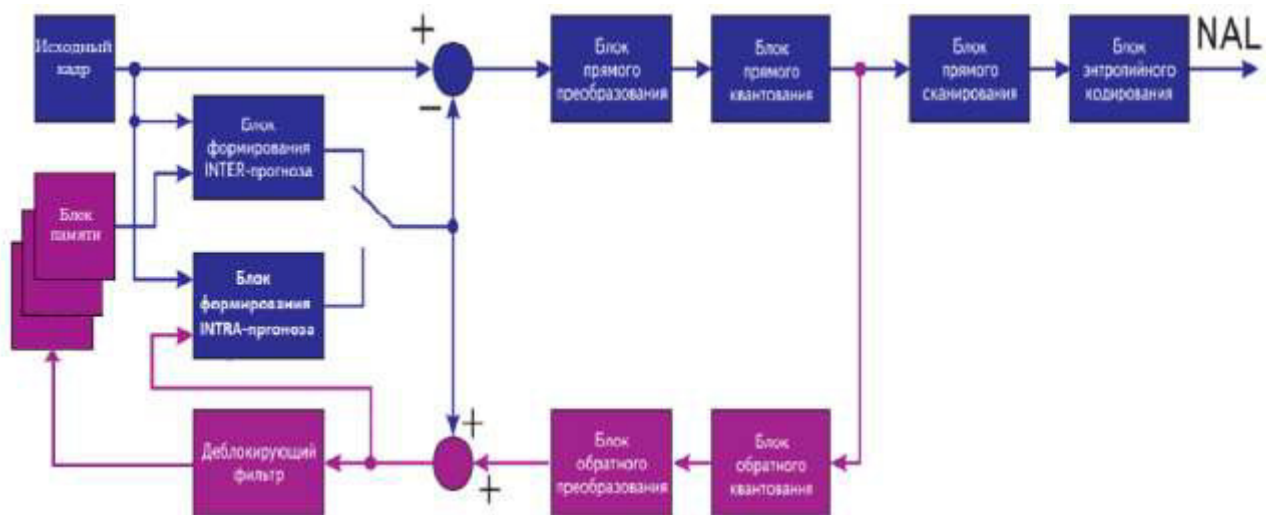 Исходный
кадр
+
−
Блок
прямого
преобразования
Блок
прямого
квантования
Блок
прямого
сканирования
Блок
энтропийного
кодирования
NAL
Блок
формирования
INTER-прогноза
Блок
памяти
Блок
формирования
INTRA-пргоноза
Деблокирующий
фильтр
+
+
Блок
обратного
преобразования
Блок
обратного
квантования